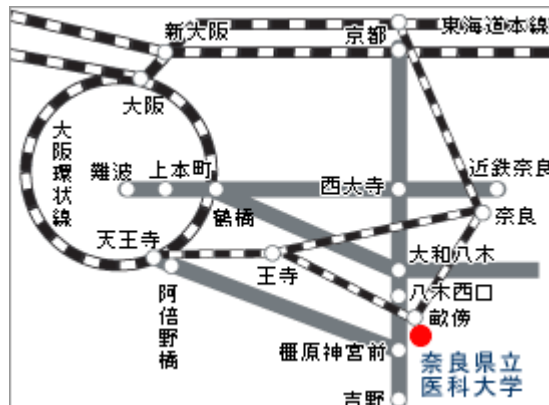 新大阪
東海道本線
京都
大阪
大阪環状線
難波
上本町
鶴橋
西大寺
近鉄奈良
奈良
天王寺
王寺
大和八木
阿倍野橋
八木西口
畝傍
橿原神宮前
奈良県立
医科大学
吉野